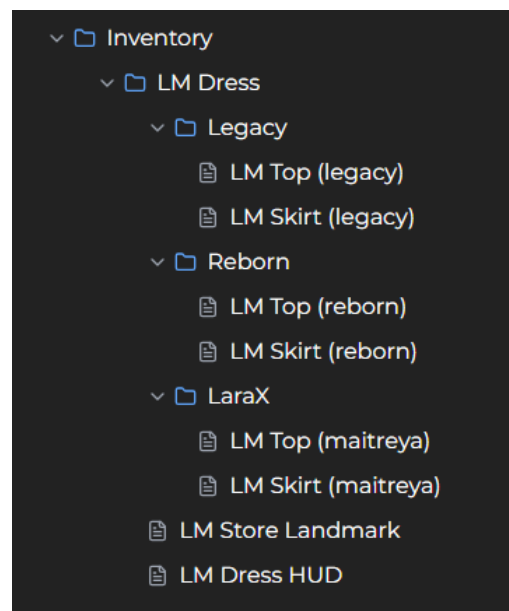 Inventory
LM Dress
Legacy
LM Top (legacy)
LM Skirt (legacy)
Reborn
LM Top (reborn)
LM Skirt (reborn)
LaraX
LM Top (maitreya)
LM Skirt (maitreya)
LM Store Landmark
LM Dress HUD